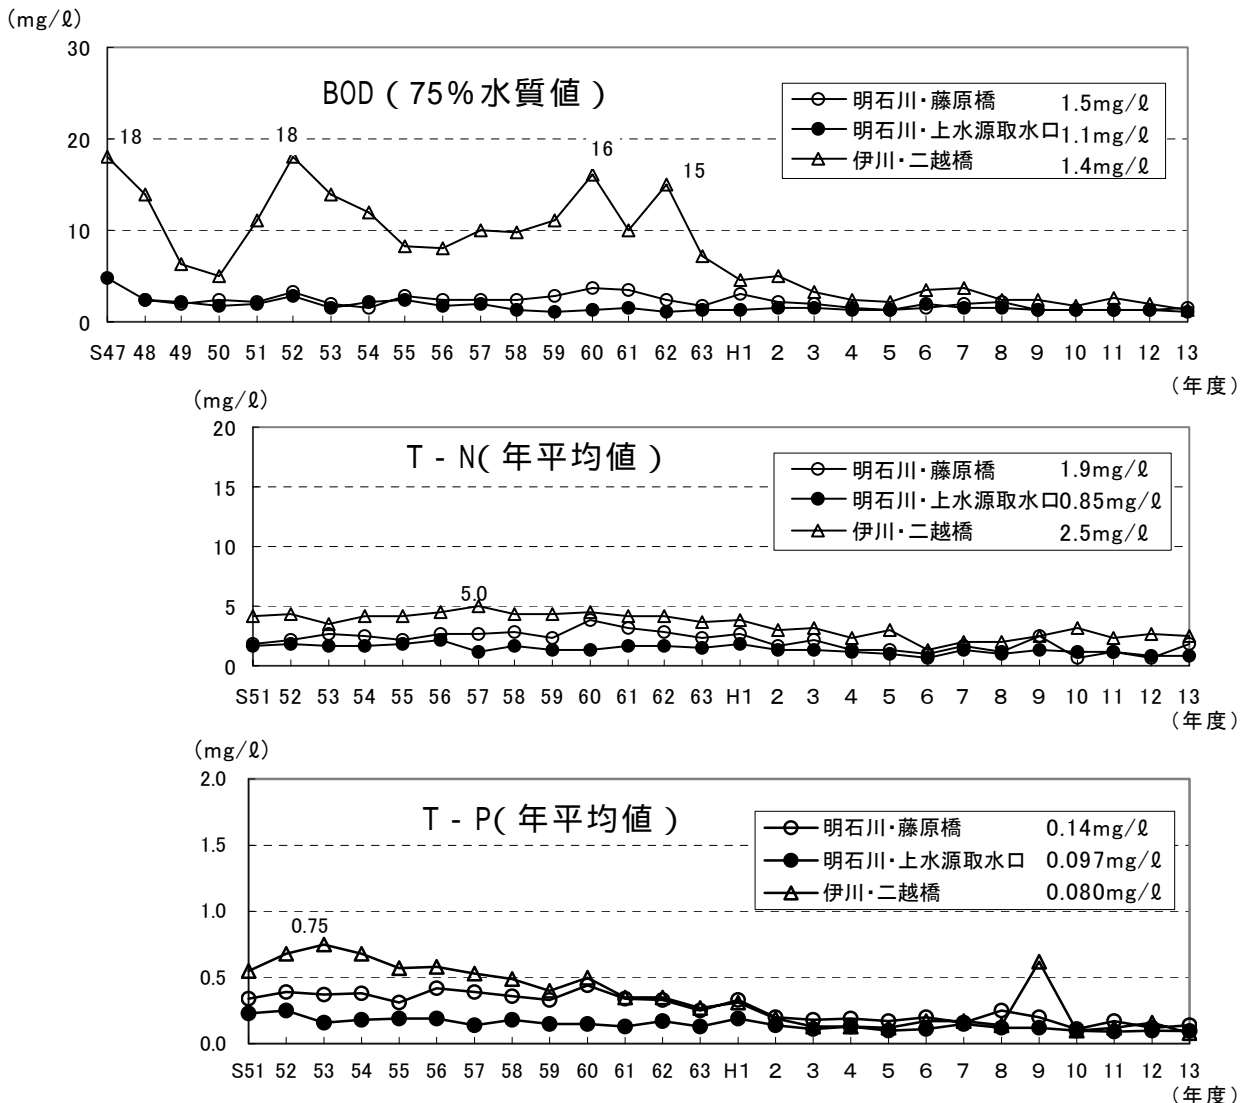 (mg/ℓ)
30
BOD(75%水質値)
明石川・藤原橋 1.5mg/ℓ
明石川・上水源取水口 1.1mg/ℓ
伊川・二越橋 1.4mg/ℓ
20
18
18
16
15
10
0
S47 48 49 50 51 52 53 54 55 56 57 58 59 60 61 62 63 H1 2 3 4 5 6 7 8 9 10 11 12 13
(年度)
(mg/ℓ)
20
T-N(年平均値)
明石川・藤原橋 1.9mg/ℓ
明石川・上水源取水口 0.85mg/ℓ
伊川・二越橋 2.5mg/ℓ
15
10
5.0
5
0
S51 52 53 54 55 56 57 58 59 60 61 62 63 H1 2 3 4 5 6 7 8 9 10 11 12 13
(年度)
(mg/ℓ)
2.0
T-P(年平均値)
明石川・藤原橋 0.14mg/ℓ
明石川・上水源取水口 0.097mg/ℓ
伊川・二越橋 0.080mg/ℓ
1.5
1.0
0.75
0.5
0.0
S51 52 53 54 55 56 57 58 59 60 61 62 63 H1 2 3 4 5 6 7 8 9 10 11 12 13
(年度)